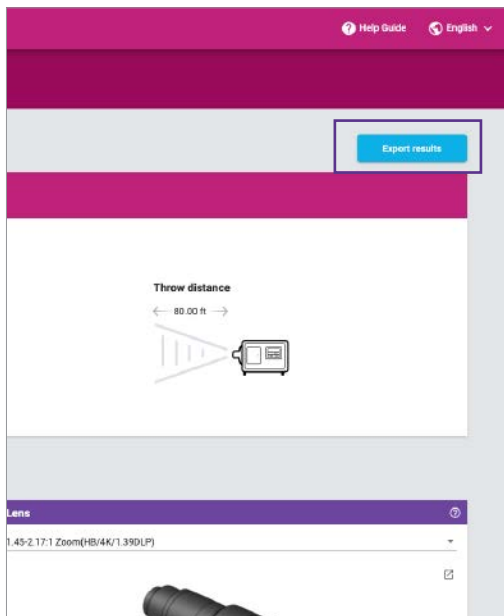 Help Guide English
Export results
Throw distance
80.00 ft
Lens
1.45-2.17:1 Zoom(HB/4K/1.39DLP)